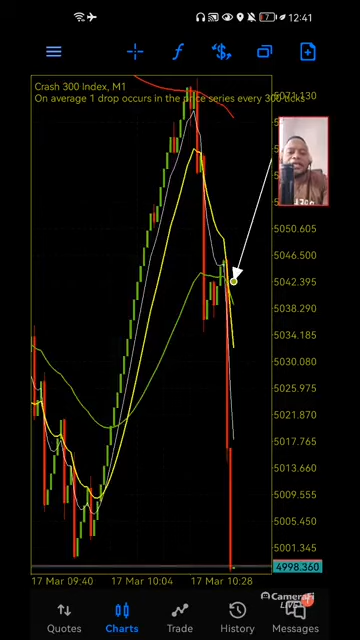 12:41
Crash 300 Index, M1
On average 1 drop occurs in the price series every 300 ticks
5071.130
5050.605
5046.500
5042.395
5038.290
5034.185
5030.080
5025.975
5021.870
5017.765
5013.660
5009.555
5005.450
5001.345
4998.360
17 Mar 09:40 17 Mar 10:04 17 Mar 10:28
CameraFi
LIVE
Quotes Charts Trade History Messages